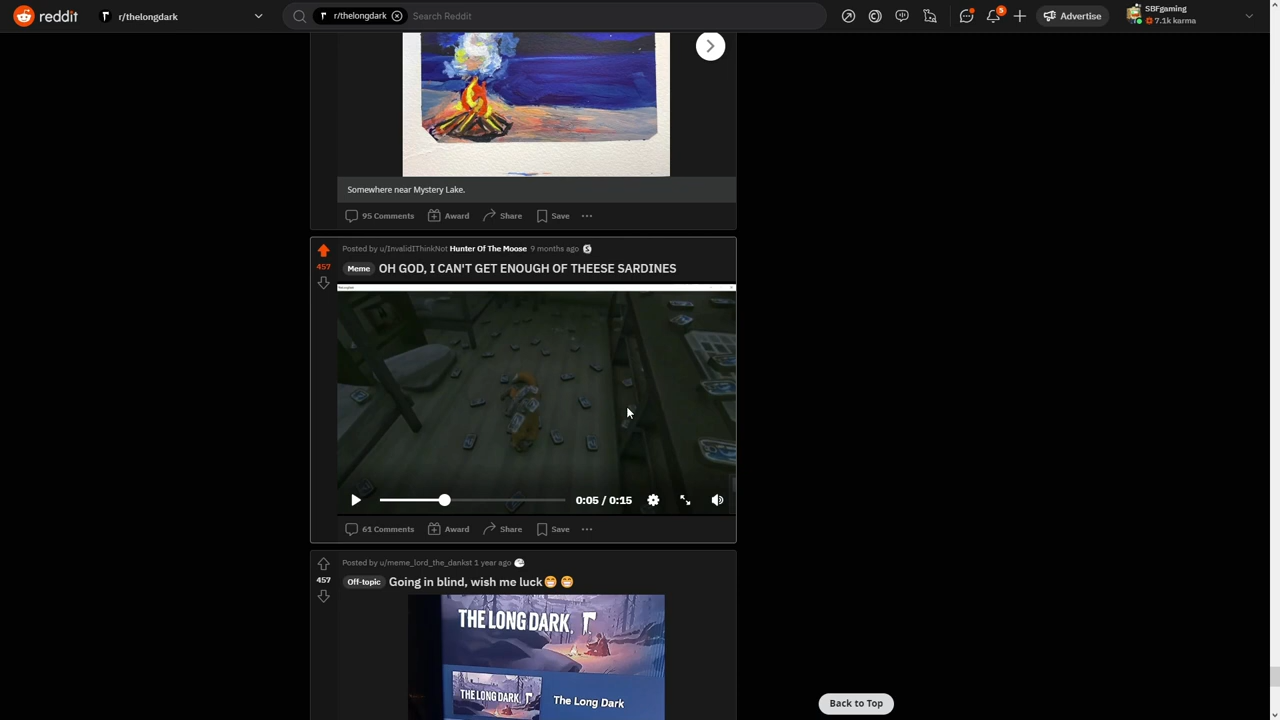 reddit
r/thelongdark
r/thelongdark
Search Reddit
5
Advertise
SBFgaming
7.1k karma
Somewhere near Mystery Lake.
95 Comments
Award
Share
Save
Posted by u/InvalidIThinkNot Hunter Of The Moose 9 months ago
457
Meme
OH GOD, I CAN'T GET ENOUGH OF THEESE SARDINES
0:05 / 0:15
61 Comments
Award
Share
Save
Posted by u/meme_lord_the_dankst 1 year ago
457
Off-topic
Going in blind, wish me luck😁 😁
THE LONG DARK
THE LONG DARK
The Long Dark
Back to Top